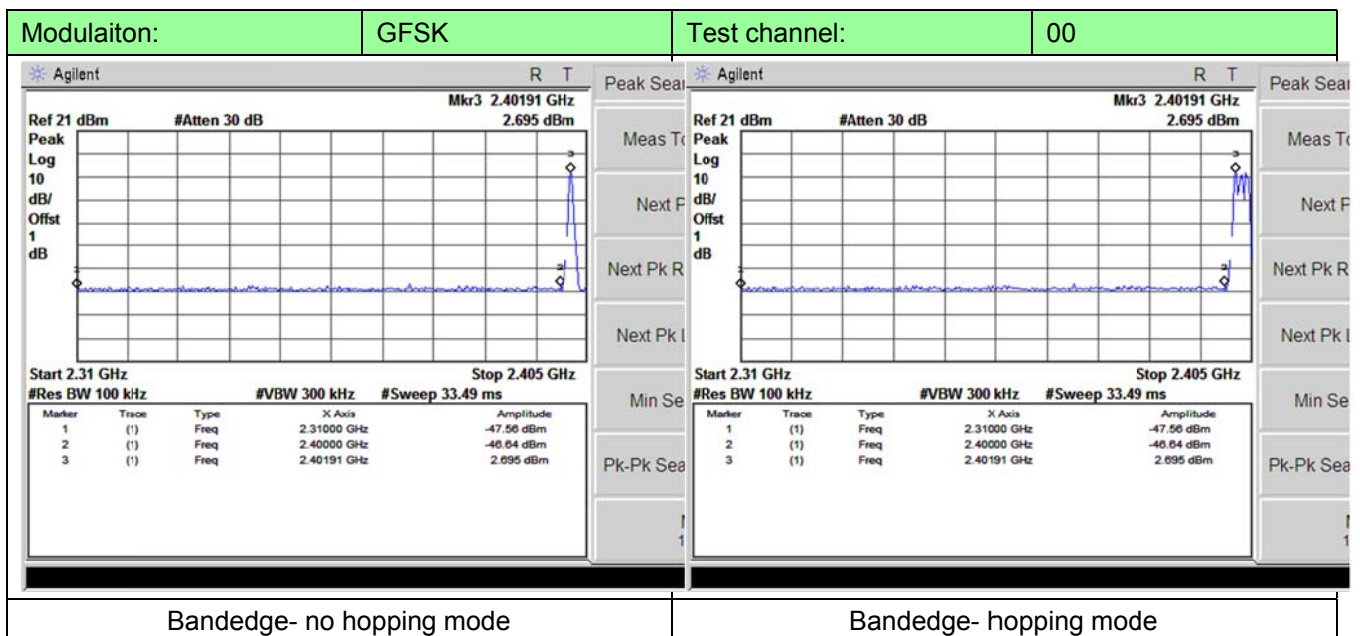 Modulaiton: GFSK Test channel: 00
Agilent R T
Mkr3 2.40191 GHz
Ref 21 dBm #Atten 30 dB 2.695 dBm
Peak
Log
10
dB/
Offst
1
dB
3
1
2
Start 2.31 GHz Stop 2.405 GHz
#Res BW 100 kHz #VBW 300 kHz #Sweep 33.49 ms
Marker Trace Type X Axis Amplitude
1 (1) Freq 2.31000 GHz -47.56 dBm
2 (1) Freq 2.40000 GHz -46.64 dBm
3 (1) Freq 2.40191 GHz 2.695 dBm
Peak Sear
Meas To
Next P
Next Pk R
Next Pk L
Min Se
Pk-Pk Sea
1
Agilent R T
Mkr3 2.40191 GHz
Ref 21 dBm #Atten 30 dB 2.695 dBm
Peak
Log
10
dB/
Offst
1
dB
3
1
2
Start 2.31 GHz Stop 2.405 GHz
#Res BW 100 kHz #VBW 300 kHz #Sweep 33.49 ms
Marker Trace Type X Axis Amplitude
1 (1) Freq 2.31000 GHz -47.56 dBm
2 (1) Freq 2.40000 GHz -46.64 dBm
3 (1) Freq 2.40191 GHz 2.695 dBm
Peak Sear
Meas To
Next P
Next Pk R
Next Pk L
Min Se
Pk-Pk Sea
1
Bandedge- no hopping mode Bandedge- hopping mode